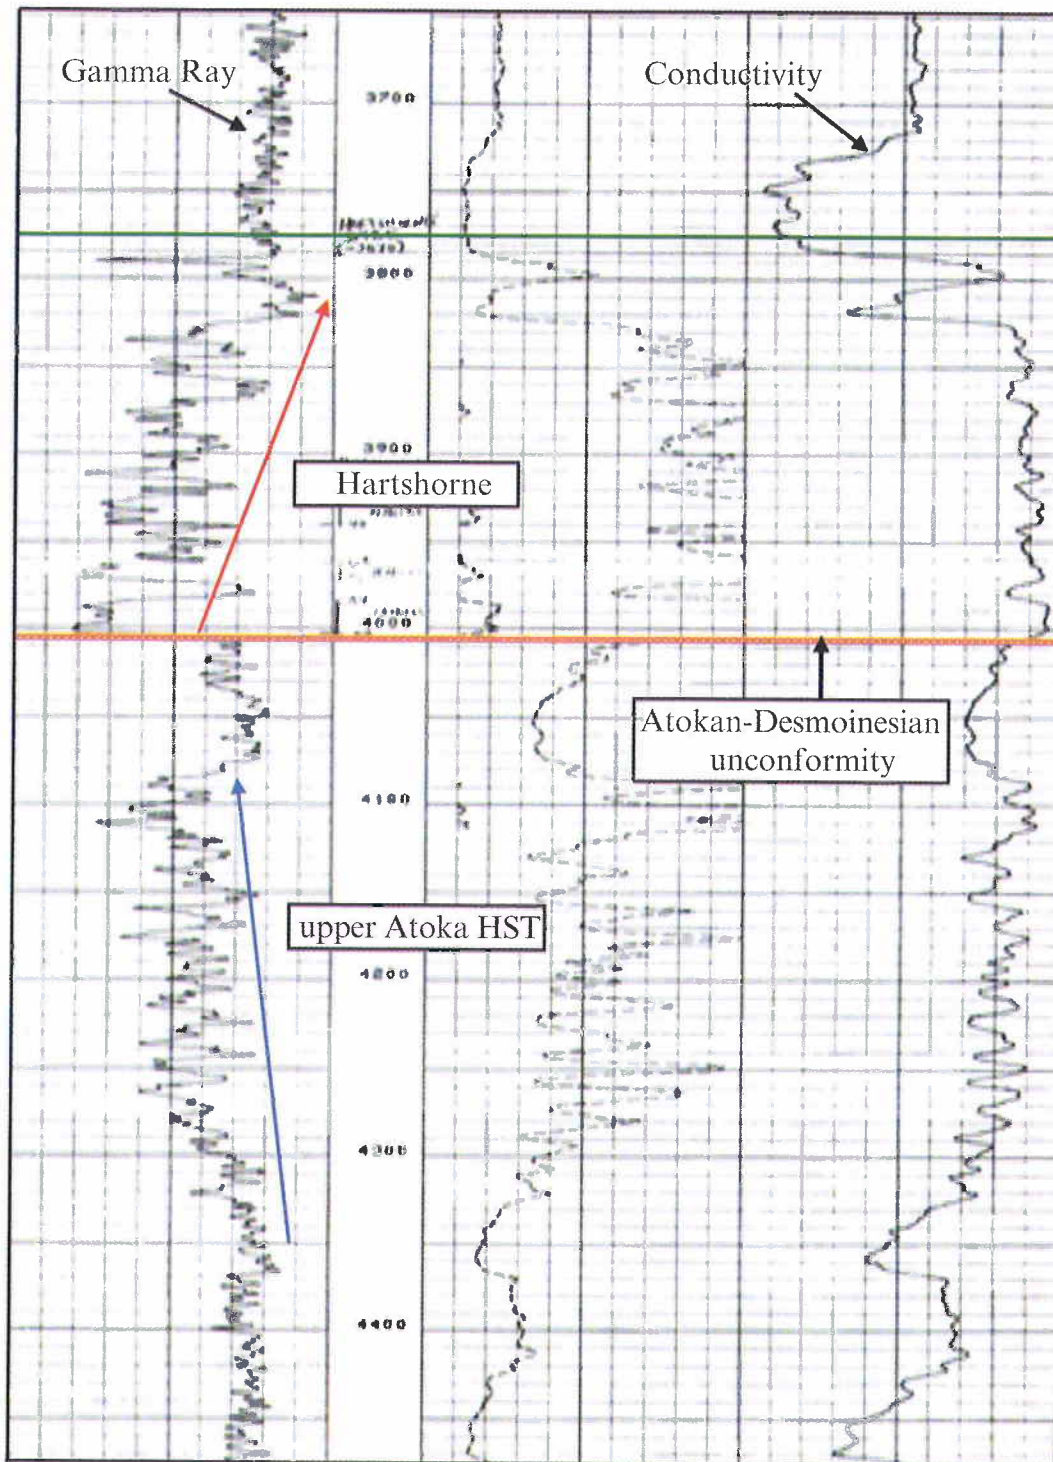 Gamma Ray
Conductivity
3700
3800
3900
Hartshorne
4000
Atokan-Desmoinesian
unconformity
4100
upper Atoka HST
4200
4300
4400